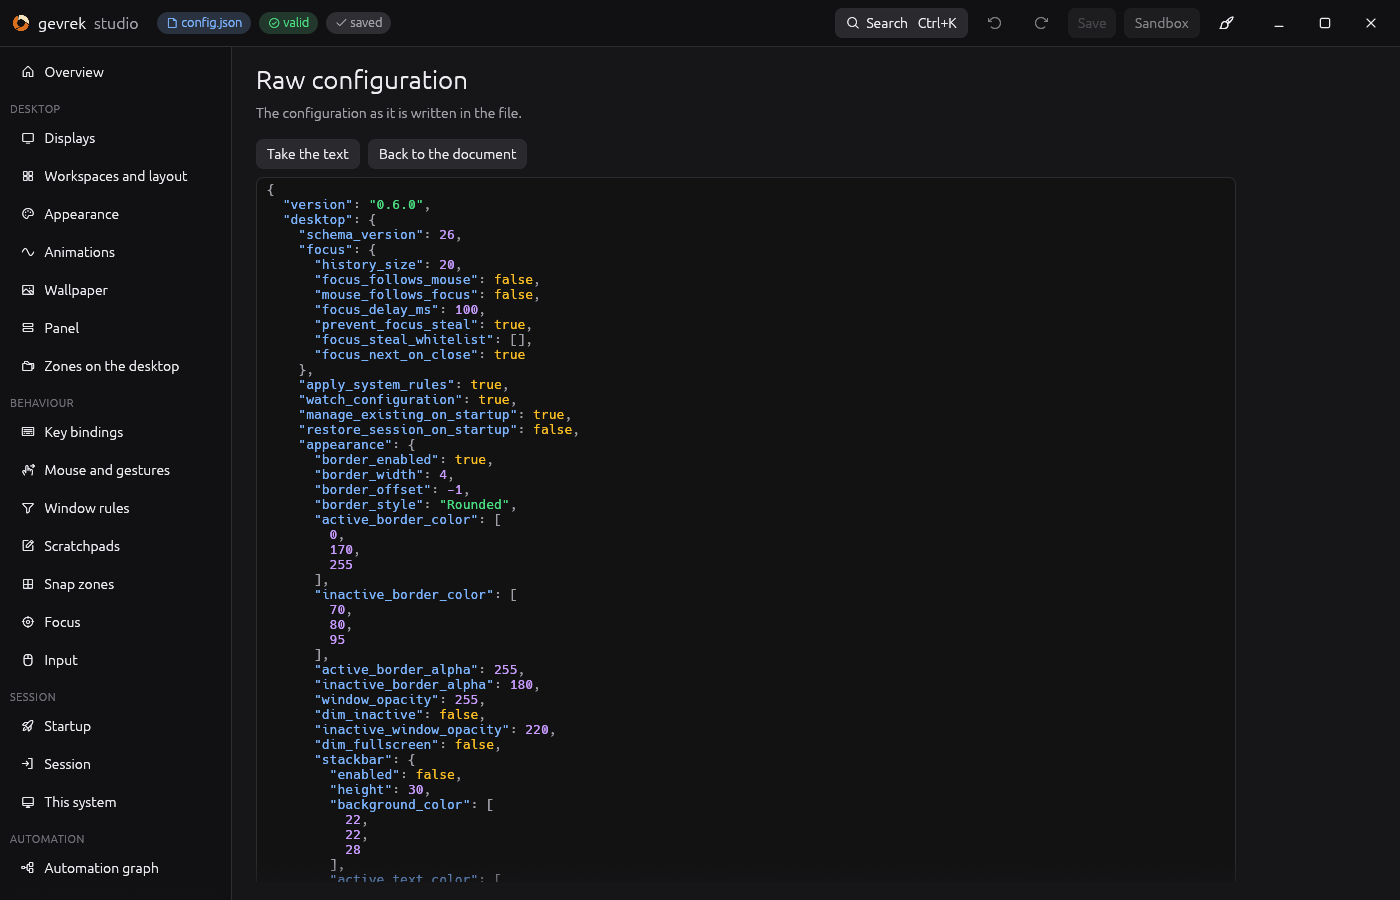 gevrek studio config.json valid saved Search Ctrl+K Save Sandbox
Overview
DESKTOP
Displays
Workspaces and layout
Appearance
Animations
Wallpaper
Panel
Zones on the desktop
BEHAVIOUR
Key bindings
Mouse and gestures
Window rules
Scratchpads
Snap zones
Focus
Input
SESSION
Startup
Session
This system
AUTOMATION
Automation graph
Raw configuration
The configuration as it is written in the file.
Take the text Back to the document
{
  "version": "0.6.0",
  "desktop": {
    "schema_version": 26,
    "focus": {
      "history_size": 20,
      "focus_follows_mouse": false,
      "mouse_follows_focus": false,
      "focus_delay_ms": 100,
      "prevent_focus_steal": true,
      "focus_steal_whitelist": [],
      "focus_next_on_close": true
    },
    "apply_system_rules": true,
    "watch_configuration": true,
    "manage_existing_on_startup": true,
    "restore_session_on_startup": false,
    "appearance": {
      "border_enabled": true,
      "border_width": 4,
      "border_offset": -1,
      "border_style": "Rounded",
      "active_border_color": [
        0,
        170,
        255
      ],
      "inactive_border_color": [
        70,
        80,
        95
      ],
      "active_border_alpha": 255,
      "inactive_border_alpha": 180,
      "window_opacity": 255,
      "dim_inactive": false,
      "inactive_window_opacity": 220,
      "dim_fullscreen": false,
      "stackbar": {
        "enabled": false,
        "height": 30,
        "background_color": [
          22,
          22,
          28
        ],
        "active_text_color": [